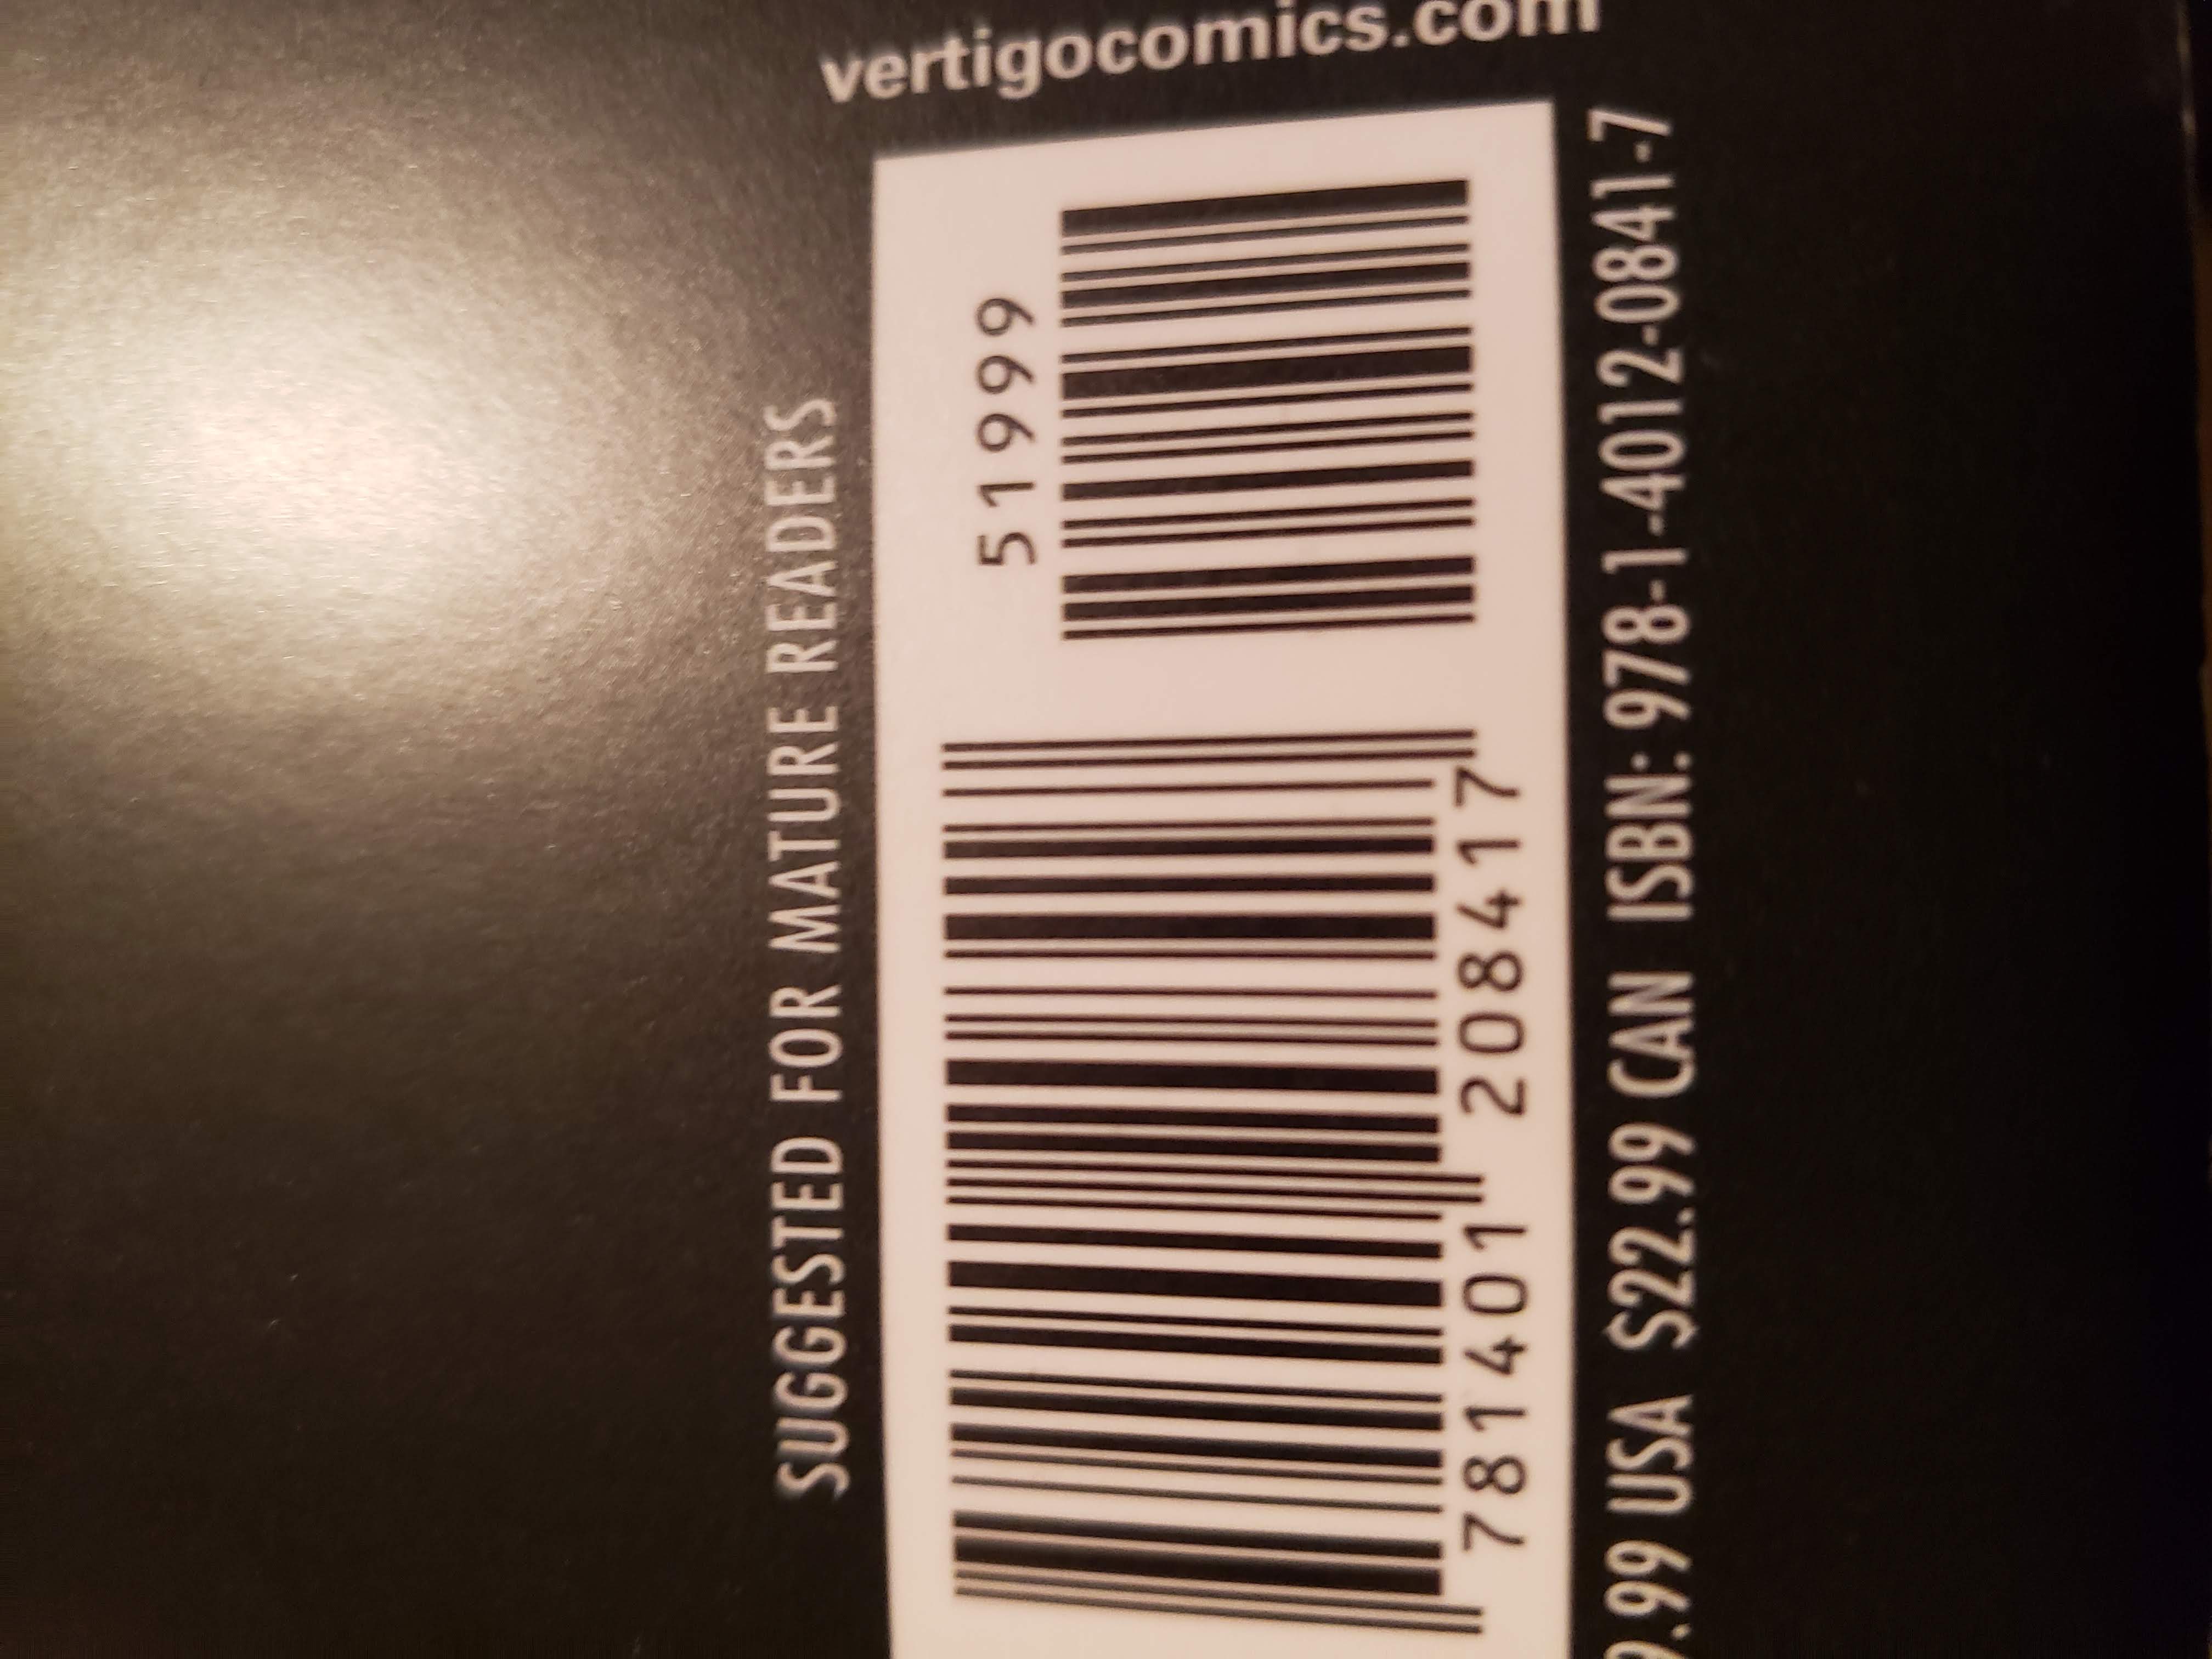 SUGGESTED FOR MATURE READERS
51999
781401 208417
9.99 USA $22.99 CAN ISBN: 978-1-4012-0841-7
vertigocomics.com